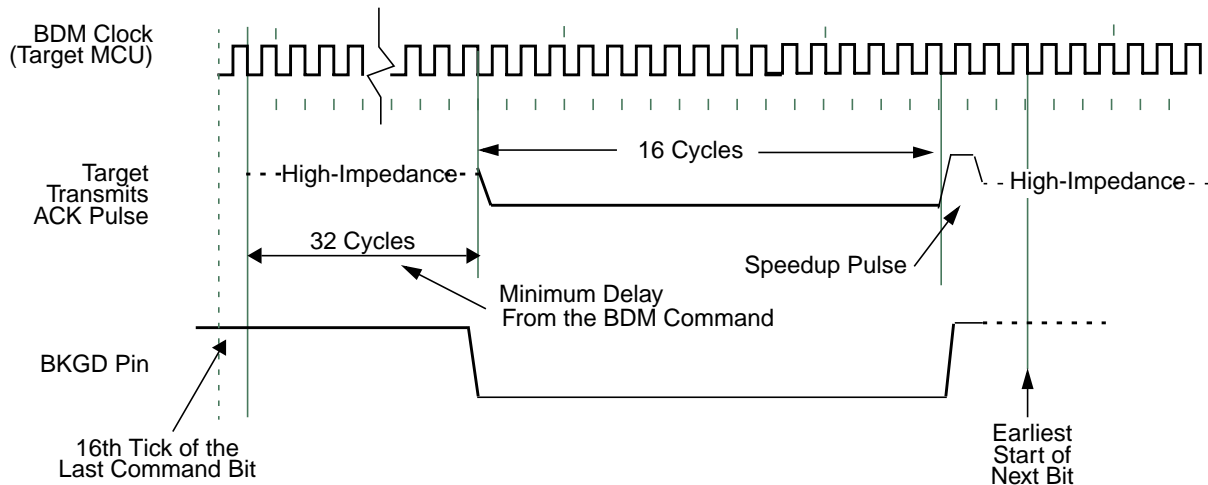 BDM Clock
(Target MCU)
16 Cycles
Target
Transmits
ACK Pulse
High-Impedance
High-Impedance
32 Cycles
Speedup Pulse
Minimum Delay
From the BDM Command
BKGD Pin
16th Tick of the
Last Command Bit
Earliest
Start of
Next Bit